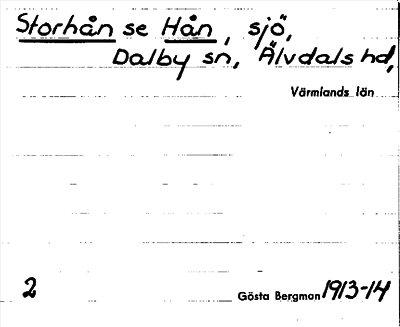 Storhån se Hån, sjö,
Dalby sn, Älvdals hd,
Värmlands län
2 Gösta Bergman 1913-14